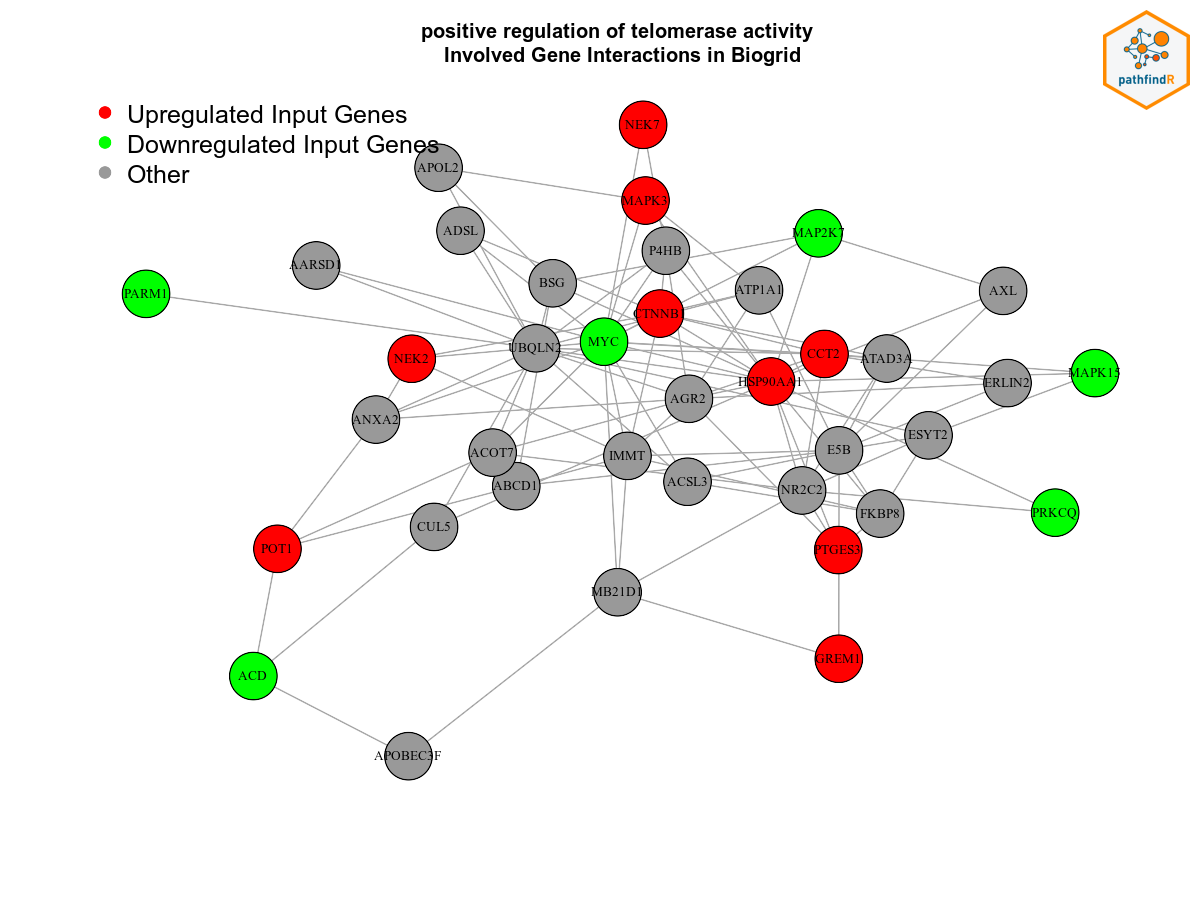 positive regulation of telomerase activity
Involved Gene Interactions in Biogrid
pathfindR
Upregulated Input Genes
Downregulated Input Genes
Other
NEK7
APOL2
MAPK3
ADSL
MAP2K7
P4HB
AARSD1
BSG
ATP1A1
AXL
PARM1
CTNNB1
UBQLN2
MYC
NEK2
CCT2
ATAD3A
MAPK15
HSP90AA1
ERLIN2
AGR2
ANXA2
ESYT2
ACOT7
IMMT
E5B
ABCD1
ACSL3
NR2C2
CUL5
FKBP8
PRKCQ
POT1
PTGES3
MB21D1
GREM1
ACD
APOBEC3F